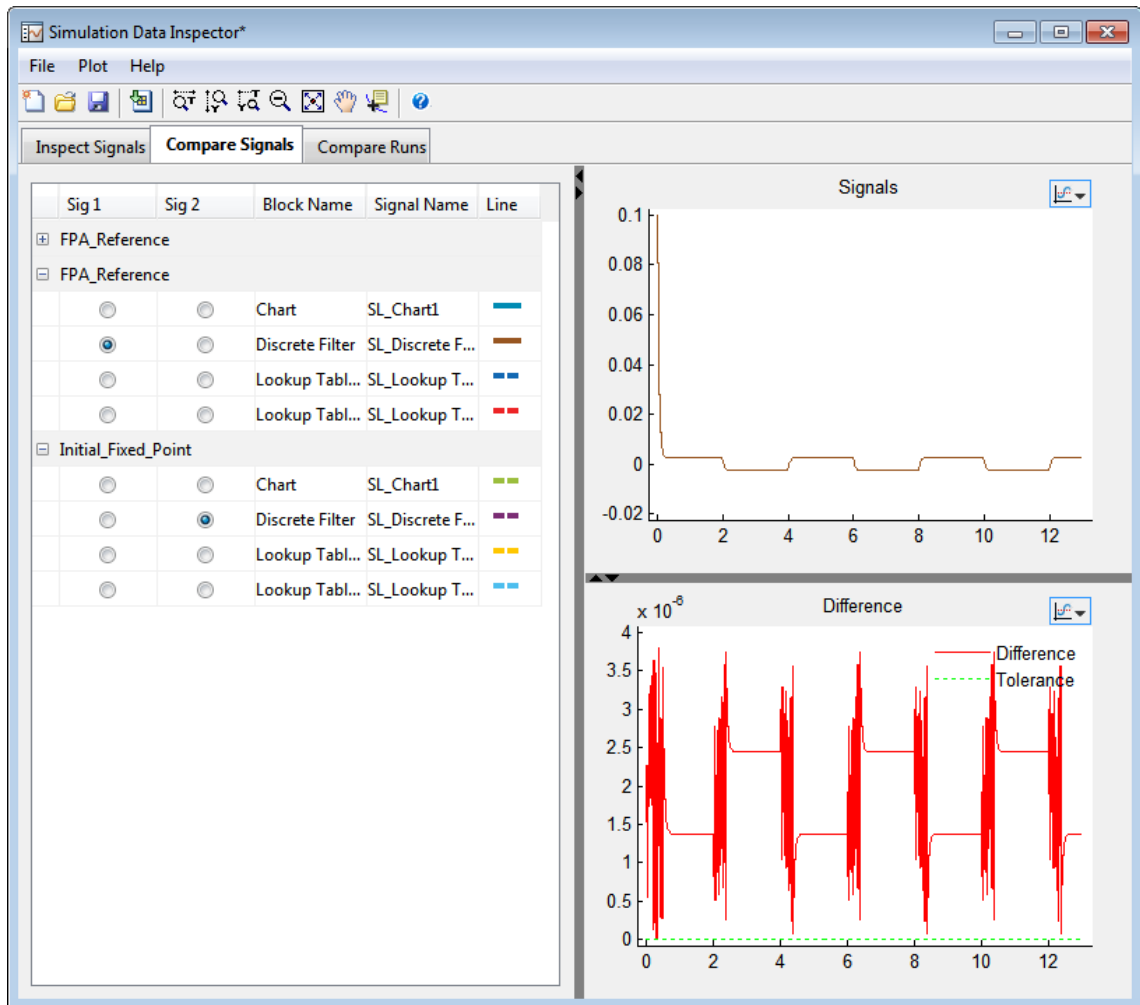 Simulation Data Inspector*
File Plot Help
Inspect Signals Compare Signals Compare Runs
Sig 1 Sig 2 Block Name Signal Name Line
FPA_Reference
FPA_Reference
Chart SL_Chart1
Discrete Filter SL_Discrete F...
Lookup Tabl... SL_Lookup T...
Lookup Tabl... SL_Lookup T...
Initial_Fixed_Point
Chart SL_Chart1
Discrete Filter SL_Discrete F...
Lookup Tabl... SL_Lookup T...
Lookup Tabl... SL_Lookup T...
Signals
0.1
0.08
0.06
0.04
0.02
0
-0.02
0 2 4 6 8 10 12
x 10^-6 Difference
4
3.5
3
2.5
2
1.5
1
0.5
0
Difference
Tolerance
0 2 4 6 8 10 12